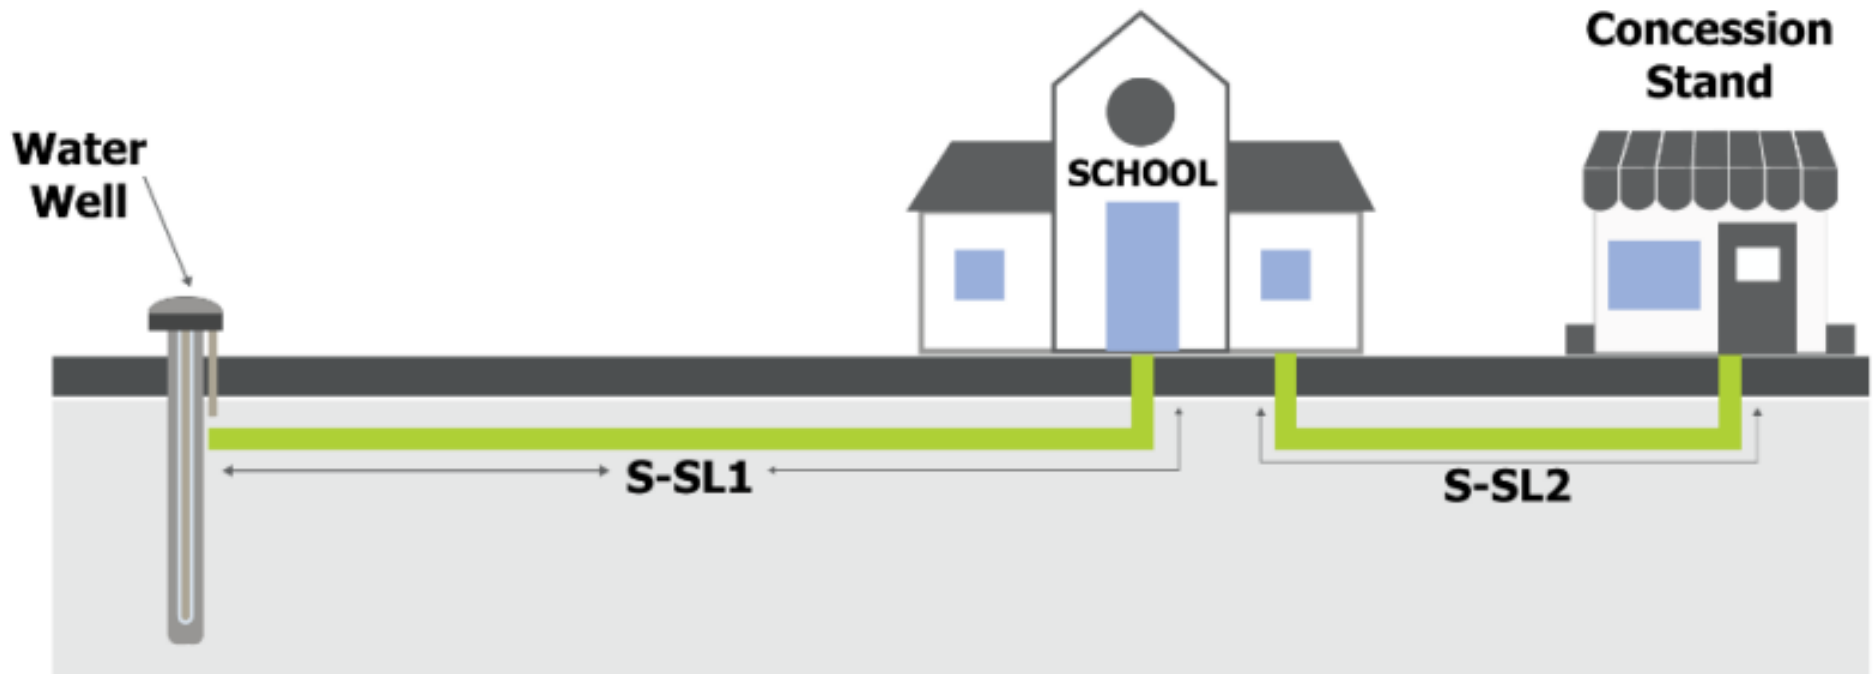 Concession
Stand
Water
Well
SCHOOL
S-SL1
S-SL2